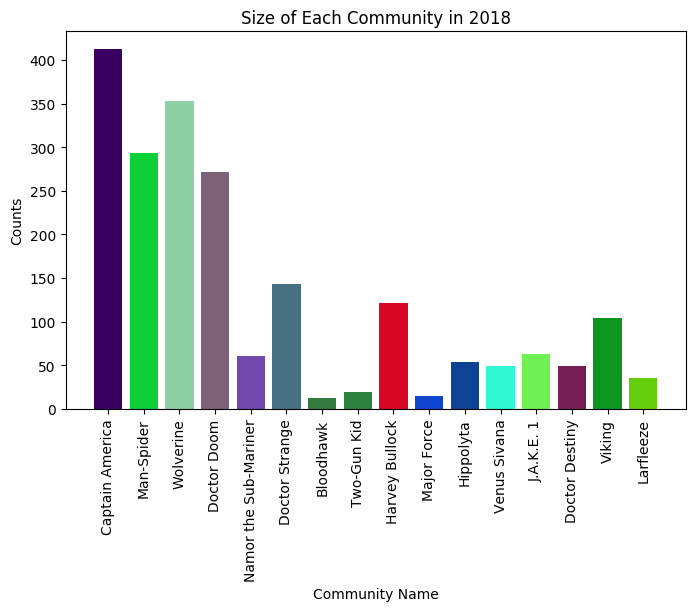 Size of Each Community in 2018
Counts
400
350
300
250
200
150
100
50
0
Captain America
Man-Spider
Wolverine
Doctor Doom
Namor the Sub-Mariner
Doctor Strange
Bloodhawk
Two-Gun Kid
Harvey Bullock
Major Force
Hippolyta
Venus Sivana
J.A.K.E. 1
Doctor Destiny
Viking
Larfleeze
Community Name